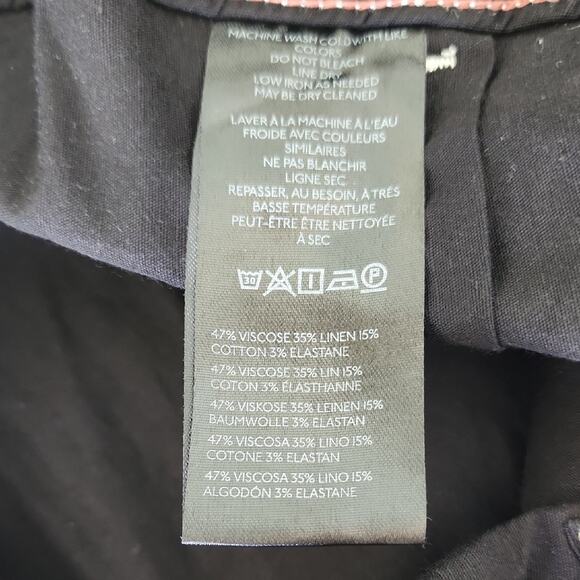 MACHINE WASH COLD WITH LIKE
COLORS
DO NOT BLEACH
LINE DRY
LOW IRON AS NEEDED
MAY BE DRY CLEANED
LAVER À LA MACHINE À L'EAU
FROIDE AVEC COULEURS
SIMILAIRES
NE PAS BLANCHIR
LIGNE SEC
REPASSER, AU BESOIN, À TRÉS
BASSE TEMPÉRATURE
PEUT-ÊTRE ÊTRE NETTOYÉE
À SEC
30 P
47% VISCOSE 35% LINEN 15%
COTTON 3% ELASTANE
47% VISCOSE 35% LIN 15%
COTON 3% ÉLASTHANNE
47% VISKOSE 35% LEINEN 15%
BAUMWOLLE 3% ELASTAN
47% VISCOSA 35% LINO 15%
COTONE 3% ELASTAN
47% VISCOSA 35% LINO 15%
ALGODÓN 3% ELASTANE